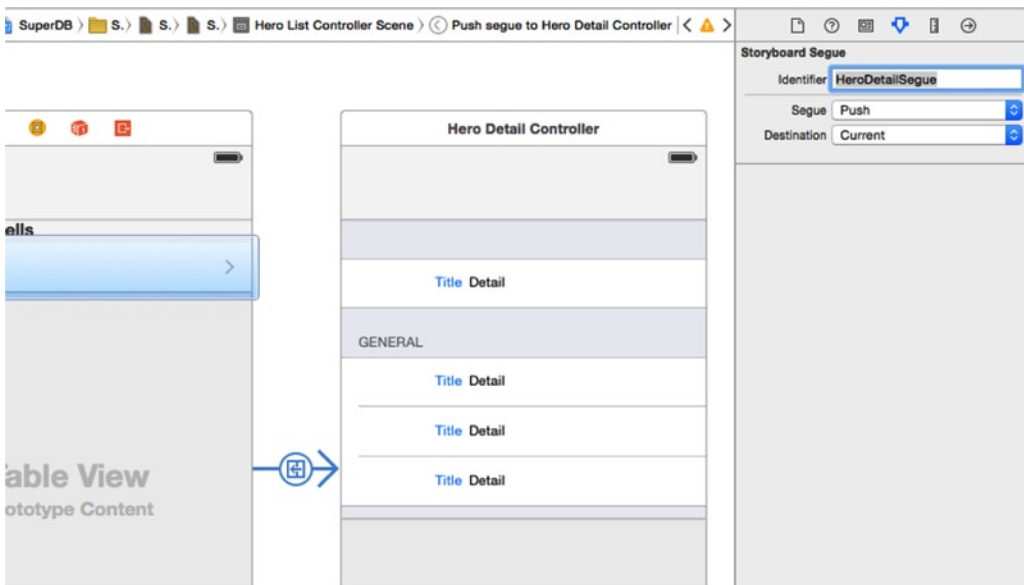 SuperDB S. S. S. Hero List Controller Scene Push segue to Hero Detail Controller
Storyboard Segue
Identifier HeroDetailSegue
Segue Push
Destination Current
Hero Detail Controller
ells
Title Detail
GENERAL
Title Detail
Title Detail
Title Detail
able View
ototype Content